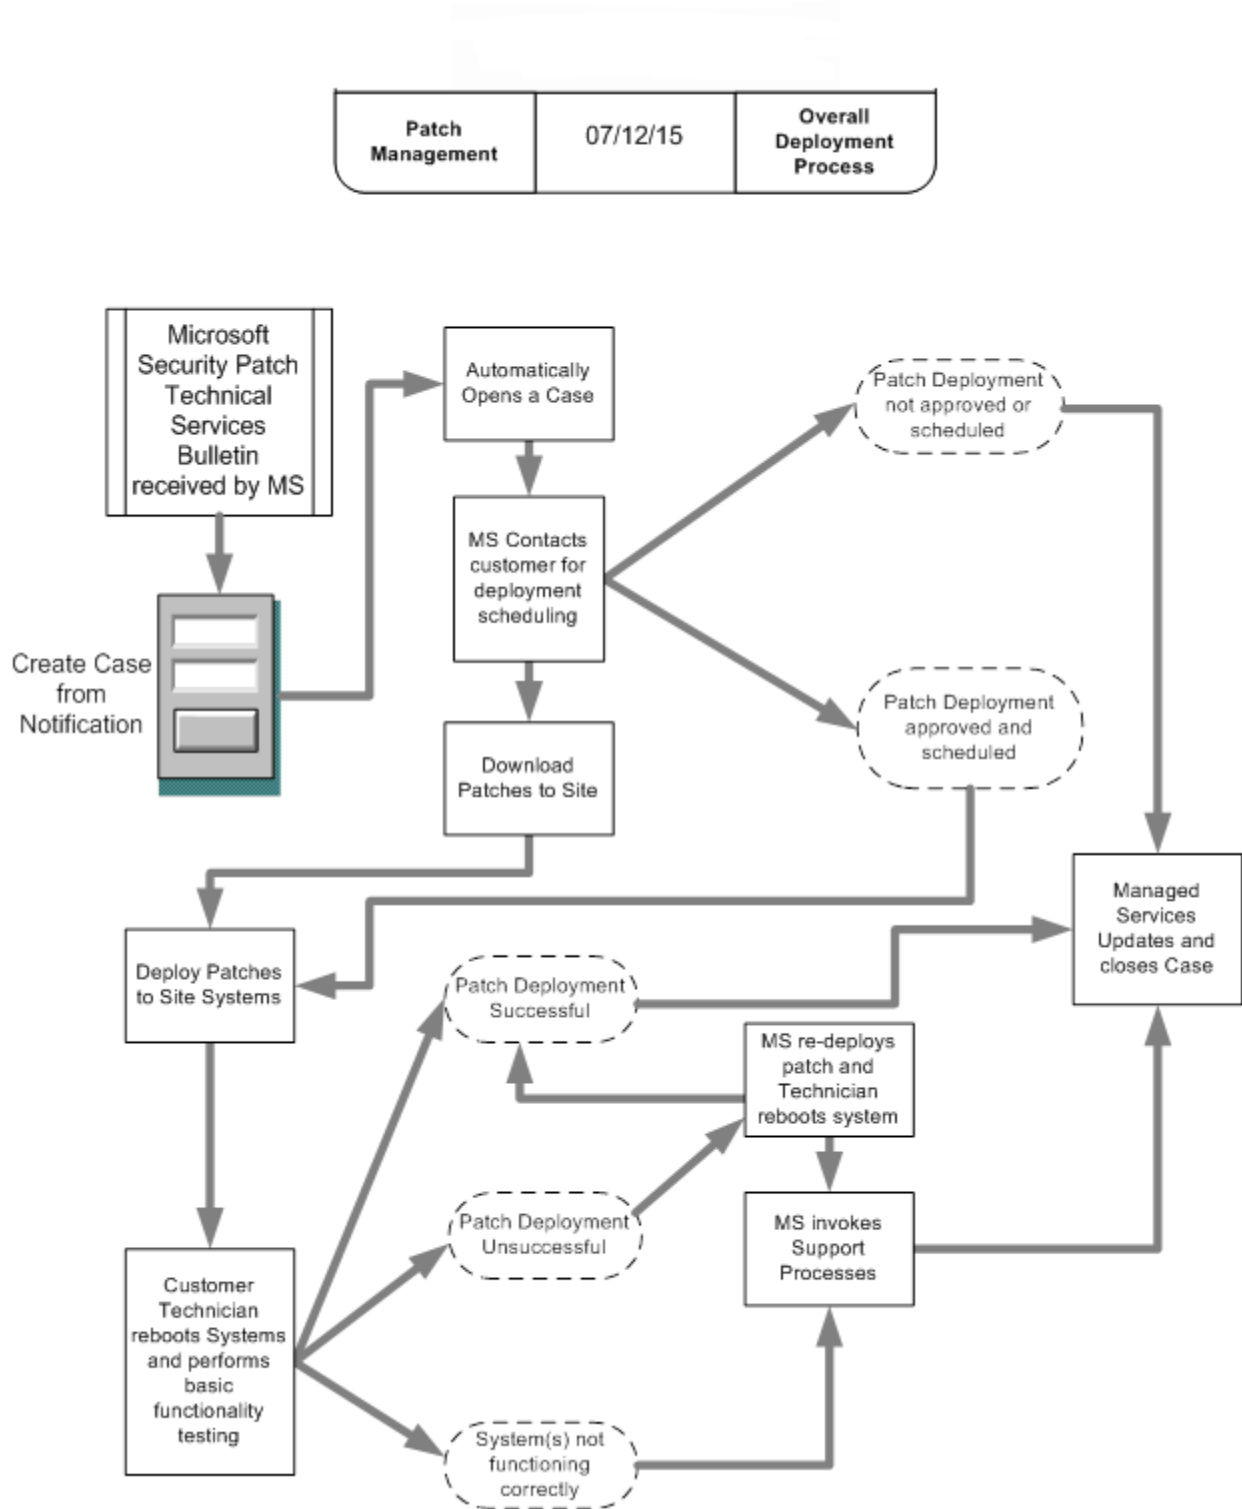 Patch
Management
07/12/15
Overall
Deployment
Process
Microsoft
Security Patch
Technical
Services
Bulletin
received by MS
Automatically
Opens a Case
Patch Deployment
not approved or
scheduled
MS Contacts
customer for
deployment
scheduling
Create Case
from
Notification
Patch Deployment
approved and
scheduled
Download
Patches to Site
Managed
Services
Updates and
closes Case
Deploy Patches
to Site Systems
Patch Deployment
Successful
MS re-deploys
patch and
Technician
reboots system
Patch Deployment
Unsuccessful
MS invokes
Support
Processes
Customer
Technician
reboots Systems
and performs
basic
functionality
testing
System(s) not
functioning
correctly